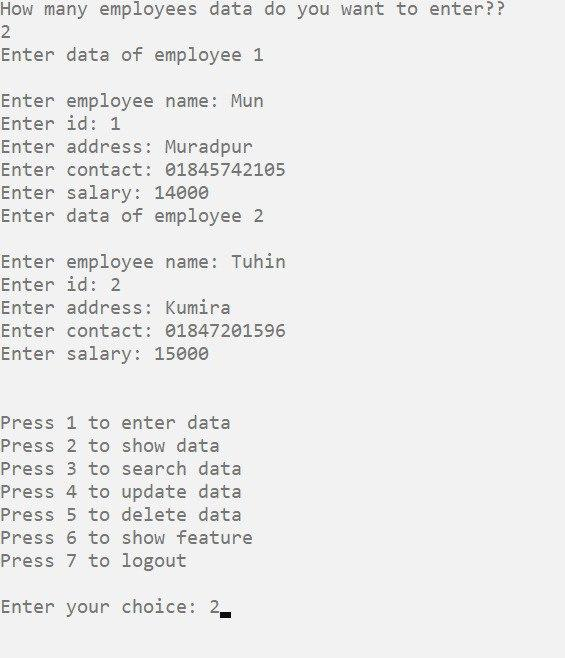 How many employees data do you want to enter??
2
Enter data of employee 1
Enter employee name: Mun
Enter id: 1
Enter address: Muradpur
Enter contact: 01845742105
Enter salary: 14000
Enter data of employee 2
Enter employee name: Tuhin
Enter id: 2
Enter address: Kumira
Enter contact: 01847201596
Enter salary: 15000
Press 1 to enter data
Press 2 to show data
Press 3 to search data
Press 4 to update data
Press 5 to delete data
Press 6 to show feature
Press 7 to logout
Enter your choice: 2